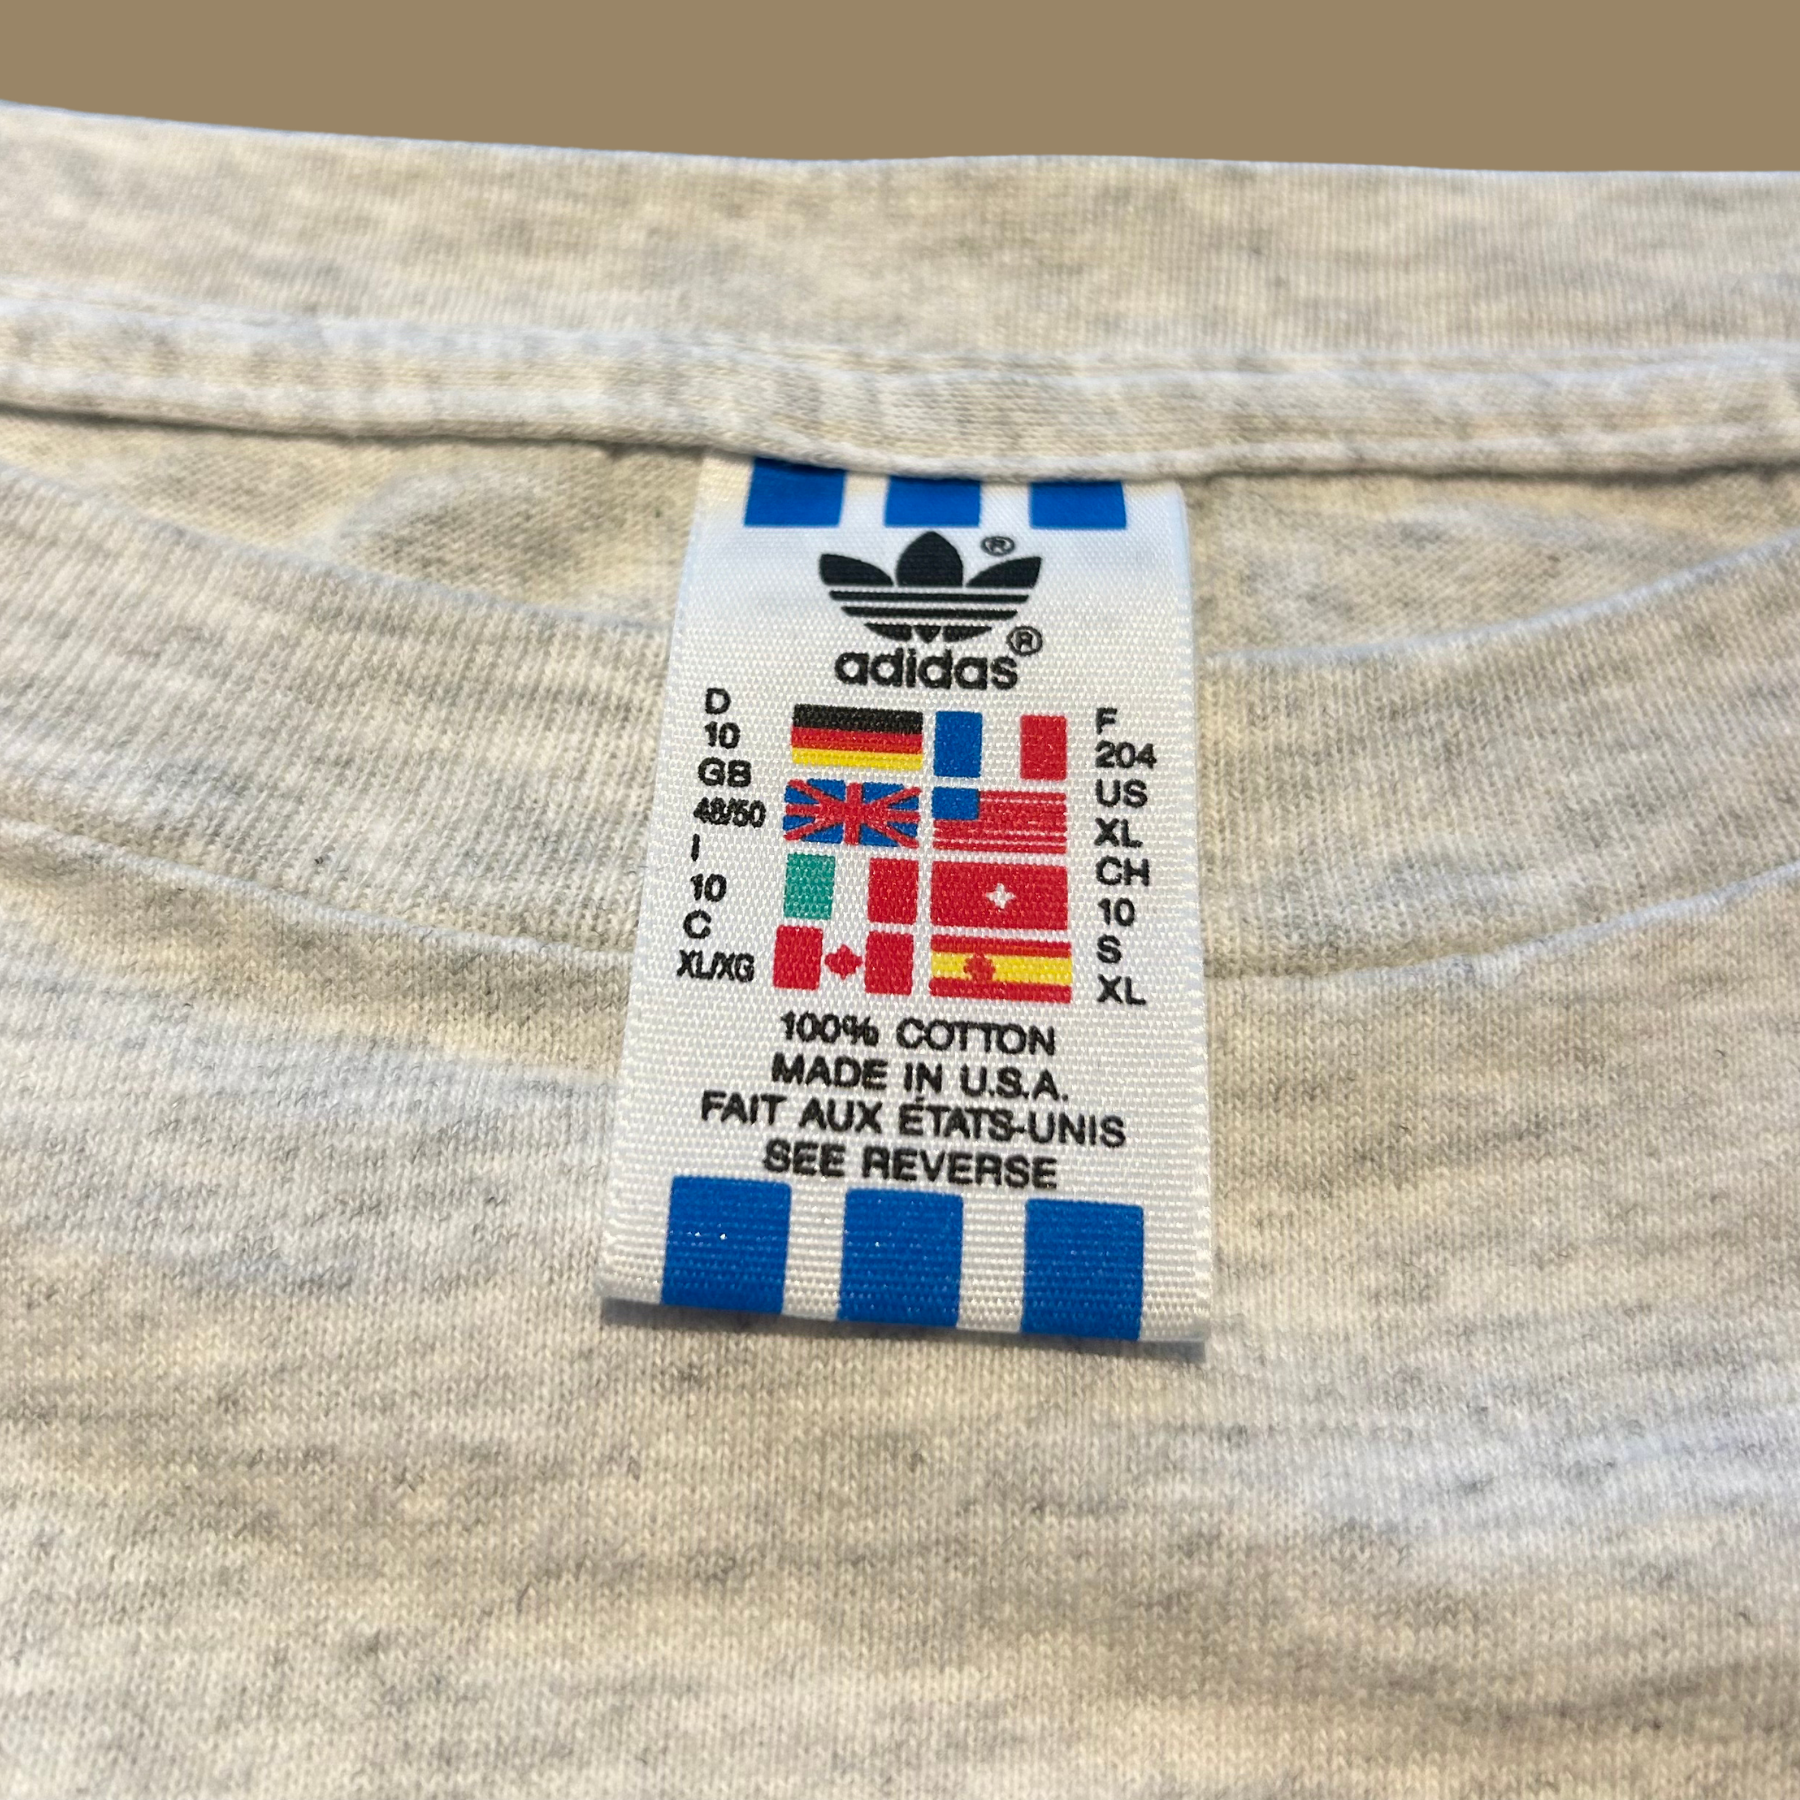 ®
adidas®
D
10
GB
48/50
I
10
C
XL/XG
F
204
US
XL
CH
10
S
XL
100% COTTON
MADE IN U.S.A.
FAIT AUX ÉTATS-UNIS
SEE REVERSE